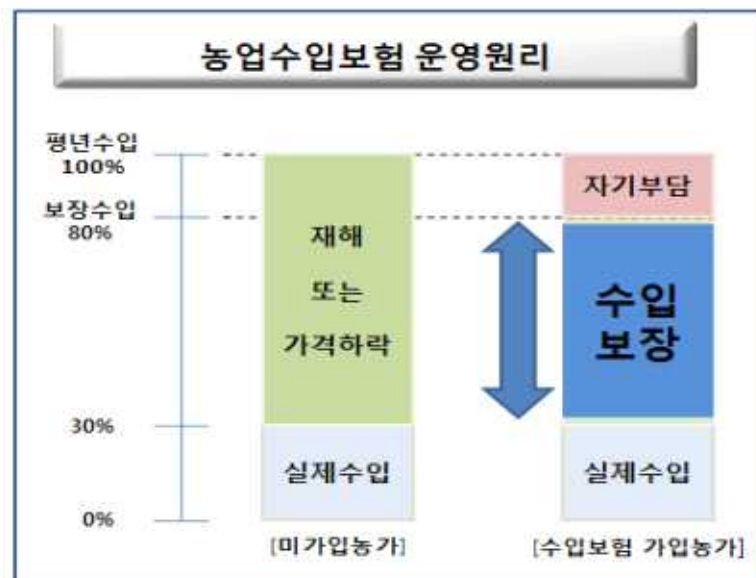 농업수입보험 운영원리
평년수입
100%
보장수입
80%
30%
0%
재해
또는
가격하락
실제수입
[미가입농가]
자기부담
수입
보장
실제수입
[수입보험 가입농가]